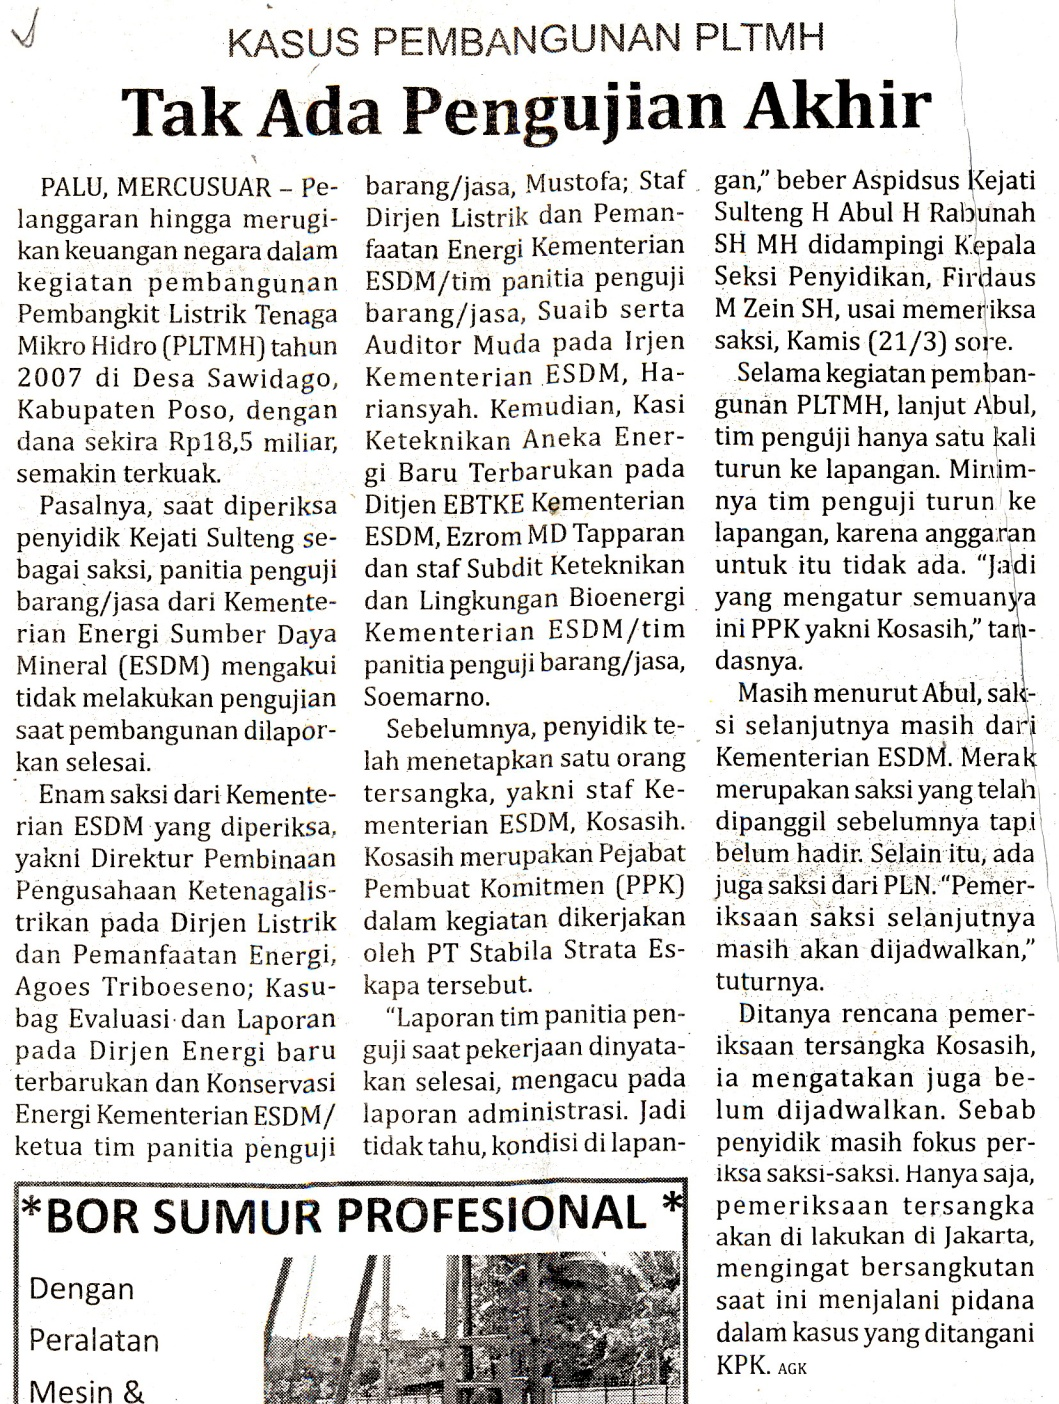 KASUS PEMBANGUNAN PLTMH
Tak Ada Pengujian Akhir
PALU, MERCUSUAR – Pe-
langgaran hingga merugi-
kan keuangan negara dalam
kegiatan pembangunan
Pembangkit Listrik Tenaga
Mikro Hidro (PLTMH) tahun
2007 di Desa Sawidago,
Kabupaten Poso, dengan
dana sekira Rp18,5 miliar,
semakin terkuak.
Pasalnya, saat diperiksa
penyidik Kejati Sulteng se-
bagai saksi, panitia penguji
barang/jasa dari Kemente-
rian Energi Sumber Daya
Mineral (ESDM) mengakui
tidak melakukan pengujian
saat pembangunan dilapor-
kan selesai.
Enam saksi dari Kemente-
rian ESDM yang diperiksa,
yakni Direktur Pembinaan
Pengusahaan Ketenagalis-
trikan pada Dirjen Listrik
dan Pemanfaatan Energi,
Agoes Triboeseno; Kasu-
bag Evaluasi dan Laporan
pada Dirjen Energi baru
terbarukan dan Konservasi
Energi Kementerian ESDM/
ketua tim panitia penguji
barang/jasa, Mustofa; Staf
Dirjen Listrik dan Peman-
faatan Energi Kementerian
ESDM/tim panitia penguji
barang/jasa, Suaib serta
Auditor Muda pada Irjen
Kementerian ESDM, Ha-
riansyah. Kemudian, Kasi
Keteknikan Aneka Ener-
gi Baru Terbarukan pada
Ditjen EBTKE Kementerian
ESDM, Ezrom MD Tapparan
dan staf Subdit Keteknikan
dan Lingkungan Bioenergi
Kementerian ESDM/tim
panitia penguji barang/jasa,
Soemarno.
Sebelumnya, penyidik te-
lah menetapkan satu orang
tersangka, yakni staf Ke-
menterian ESDM, Kosasih.
Kosasih merupakan Pejabat
Pembuat Komitmen (PPK)
dalam kegiatan dikerjakan
oleh PT Stabila Strata Es-
kapa tersebut.
“Laporan tim panitia pen-
guji saat pekerjaan dinyata-
kan selesai, mengacu pada
laporan administrasi. Jadi
tidak tahu, kondisi di lapan-
gan,” beber Aspidsus Kejati
Sulteng H Abul H Rabunah
SH MH didampingi Kepala
Seksi Penyidikan, Firdaus
M Zein SH, usai memeriksa
saksi, Kamis (21/3) sore.
Selama kegiatan pemban-
gunan PLTMH, lanjut Abul,
tim penguji hanya satu kali
turun ke lapangan. Minim-
nya tim penguji turun ke
lapangan, karena anggaran
untuk itu tidak ada. “Jadi
yang mengatur semuanya
ini PPK yakni Kosasih,” tan-
dasnya.
Masih menurut Abul, sak-
si selanjutnya masih dari
Kementerian ESDM. Merak
merupakan saksi yang telah
dipanggil sebelumnya tapi
belum hadir. Selain itu, ada
juga saksi dari PLN. “Pemer-
iksaan saksi selanjutnya
masih akan dijadwalkan,”
tuturnya.
Ditanya rencana pemer-
iksaan tersangka Kosasih,
ia mengatakan juga be-
lum dijadwalkan. Sebab
penyidik masih fokus per-
iksa saksi-saksi. Hanya saja,
pemeriksaan tersangka
akan di lakukan di Jakarta,
mengingat bersangkutan
saat ini menjalani pidana
dalam kasus yang ditangani
KPK. AGK
*BOR SUMUR PROFESIONAL *
Dengan
Peralatan
Mesin &